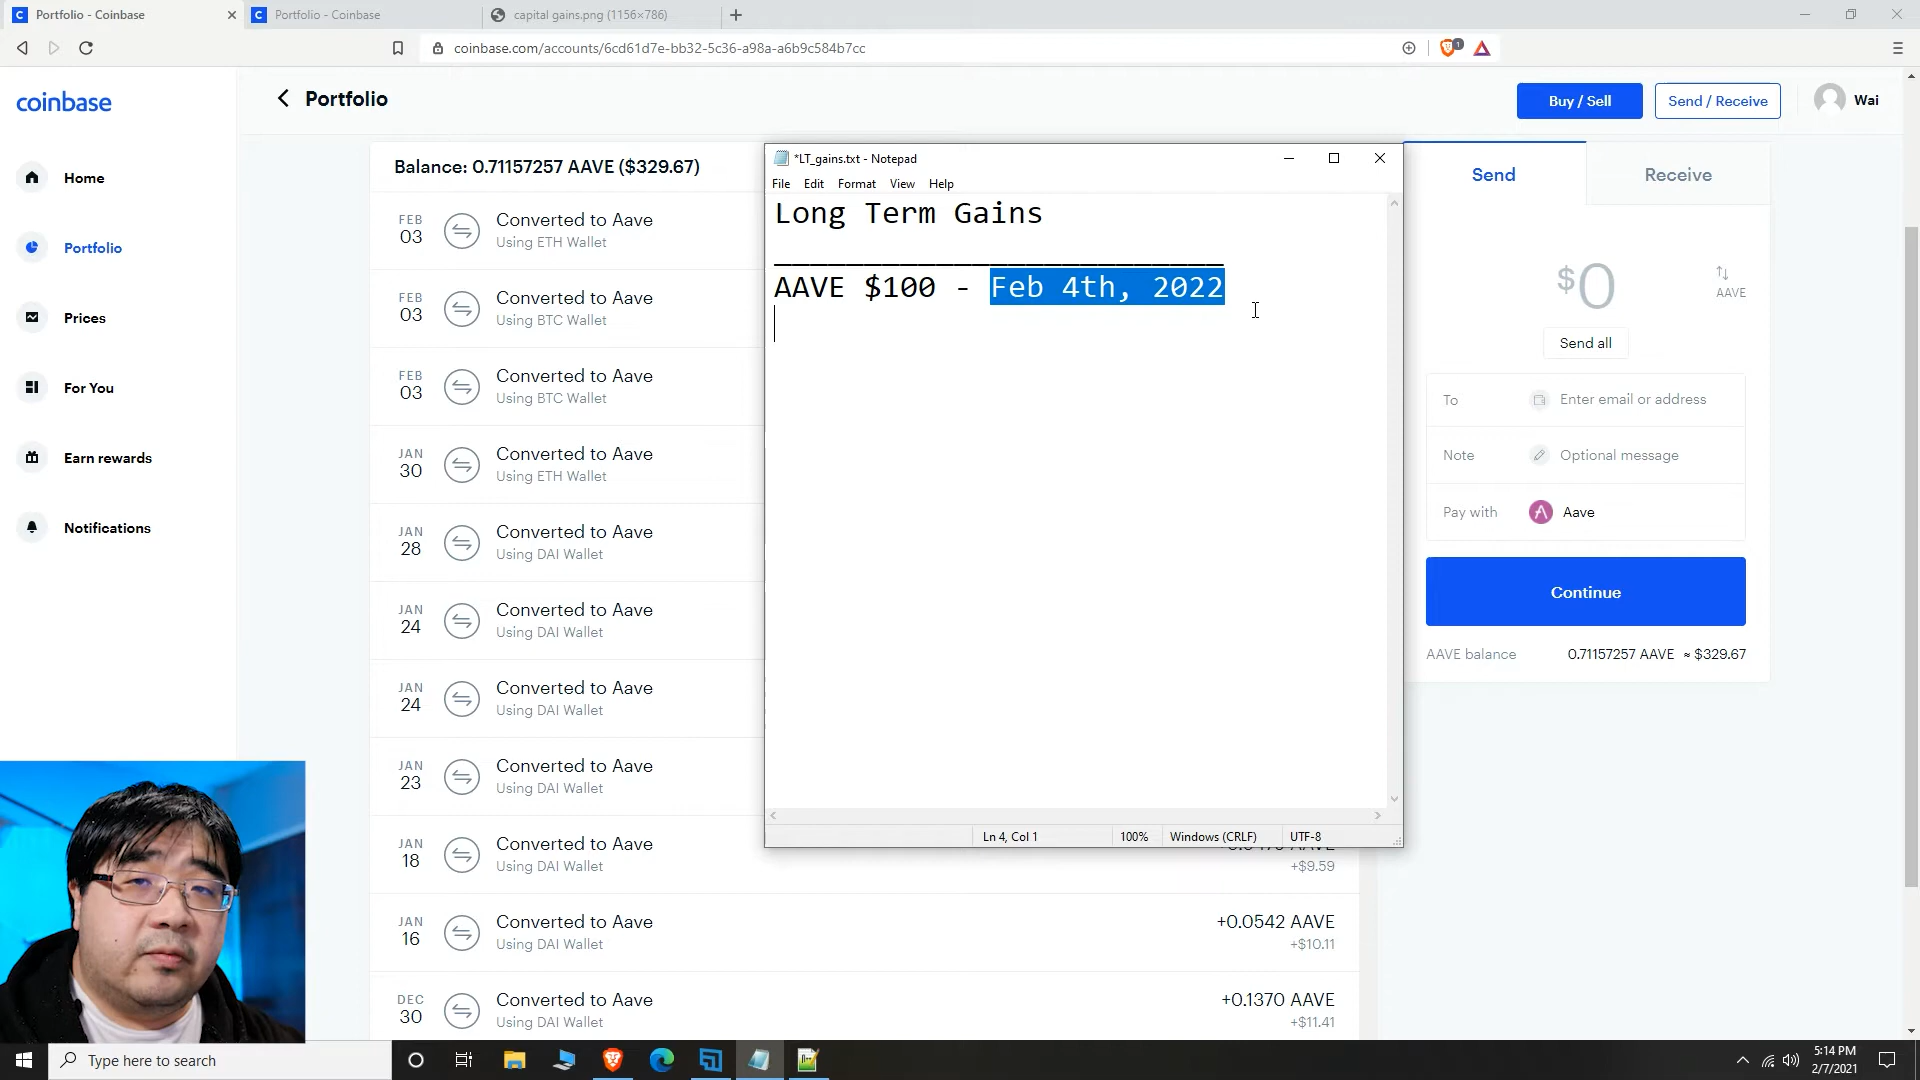 Portfolio - Coinbase
Portfolio - Coinbase
capital gains.png (1156×786)
coinbase.com/accounts/6cd61d7e-bb32-5c36-a98a-a6b9c584b7cc
1
coinbase
Home
Portfolio
Prices
For You
Earn rewards
Notifications
Portfolio
Buy / Sell
Send / Receive
Wai
Balance: 0.71157257 AAVE ($329.67)
FEB 03
Converted to Aave
Using ETH Wallet
FEB 03
Converted to Aave
Using BTC Wallet
FEB 03
Converted to Aave
Using BTC Wallet
JAN 30
Converted to Aave
Using ETH Wallet
JAN 28
Converted to Aave
Using DAI Wallet
JAN 24
Converted to Aave
Using DAI Wallet
JAN 24
Converted to Aave
Using DAI Wallet
JAN 23
Converted to Aave
Using DAI Wallet
JAN 18
Converted to Aave
Using DAI Wallet
+$9.59
JAN 16
Converted to Aave
Using DAI Wallet
+0.0542 AAVE
+$10.11
DEC 30
Converted to Aave
Using DAI Wallet
+0.1370 AAVE
+$11.41
*LT_gains.txt - Notepad
File Edit Format View Help
Long Term Gains
_________________________
AAVE $100 - Feb 4th, 2022
Ln 4, Col 1
100%
Windows (CRLF)
UTF-8
Send
Receive
$0
AAVE
Send all
To
Enter email or address
Note
Optional message
Pay with
Aave
Continue
AAVE balance
0.71157257 AAVE ≈ $329.67
Type here to search
5:14 PM
2/7/2021